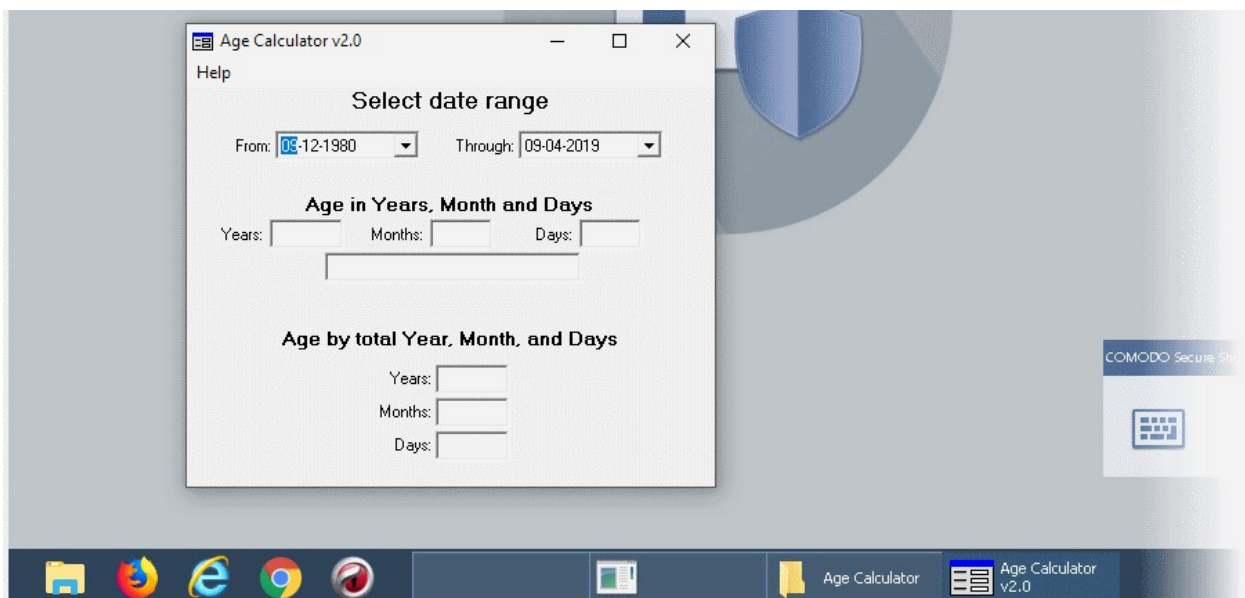 Age Calculator v2.0
Help
Select date range
From: 09-12-1980 Through: 09-04-2019
Age in Years, Month and Days
Years: Months: Days:
Age by total Year, Month, and Days
Years:
Months:
Days:
COMODO Secure
Age Calculator
Age Calculator
v2.0